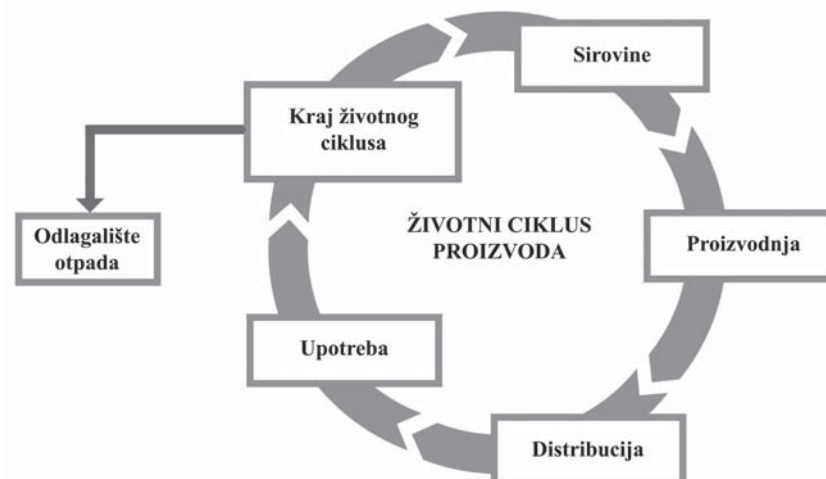 Sirovine
Kraj životnog
ciklusa
ŽIVOTNI CIKLUS
PROIZVODA
Proizvodnja
Odlagalište
otpada
Upotreba
Distribucija